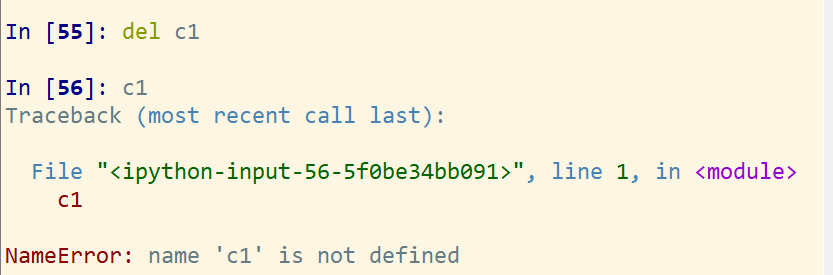 In [55]: del c1
In [56]: c1
Traceback (most recent call last):
File "<ipython-input-56-5f0be34bb091>", line 1, in <module>
c1
NameError: name 'c1' is not defined